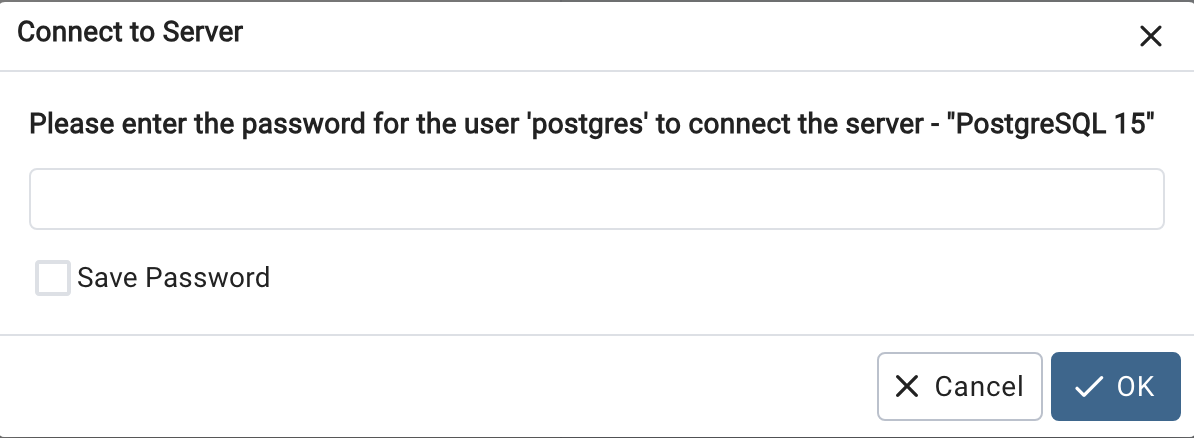 Connect to Server
Please enter the password for the user 'postgres' to connect the server - "PostgreSQL 15"
Save Password
Cancel
OK